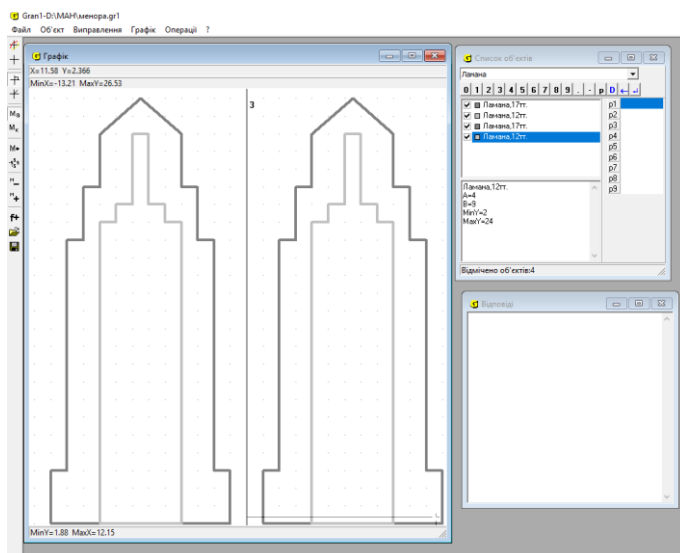 Gran1-D:\МАН\менора.gr1
Файл Об'єкт Виправлення Графік Операції ?
Графік
X=11.58 Y=2.366
MinX=-13.21 MaxY=26.53
3
MinY=1.88 MaxX=12.15
Список об'єктів
Ламана
0 1 2 3 4 5 6 7 8 9 . - p D
Ламана,17тт. p1
Ламана,12тт. p2
Ламана,17тт. p3
Ламана,12тт. p4
p5
p6
p7
p8
p9
Ламана,12тт.
A=4
B=9
MinY=2
MaxY=24
Відмічено об'єктів:4
Відповіді